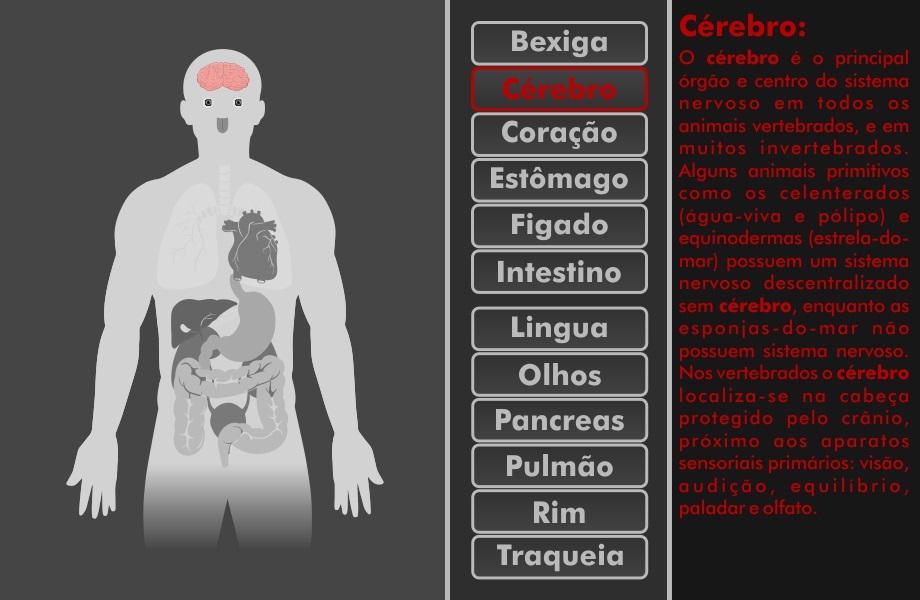 Bexiga
Cérebro
Coração
Estômago
Figado
Intestino
Lingua
Olhos
Pancreas
Pulmão
Rim
Traqueia
Cérebro:
O cérebro é o principal
órgão e centro do sistema
nervoso em todos os
animais vertebrados, e em
muitos invertebrados.
Alguns animais primitivos
como os celenterados
(água-viva e pólipo) e
equinodermas (estrela-do-
mar) possuem um sistema
nervoso descentralizado
sem cérebro, enquanto as
esponjas-do-mar não
possuem sistema nervoso.
Nos vertebrados o cérebro
localiza-se na cabeça
protegido pelo crânio,
próximo aos aparatos
sensoriais primários: visão,
audição, equilíbrio,
paladar e olfato.